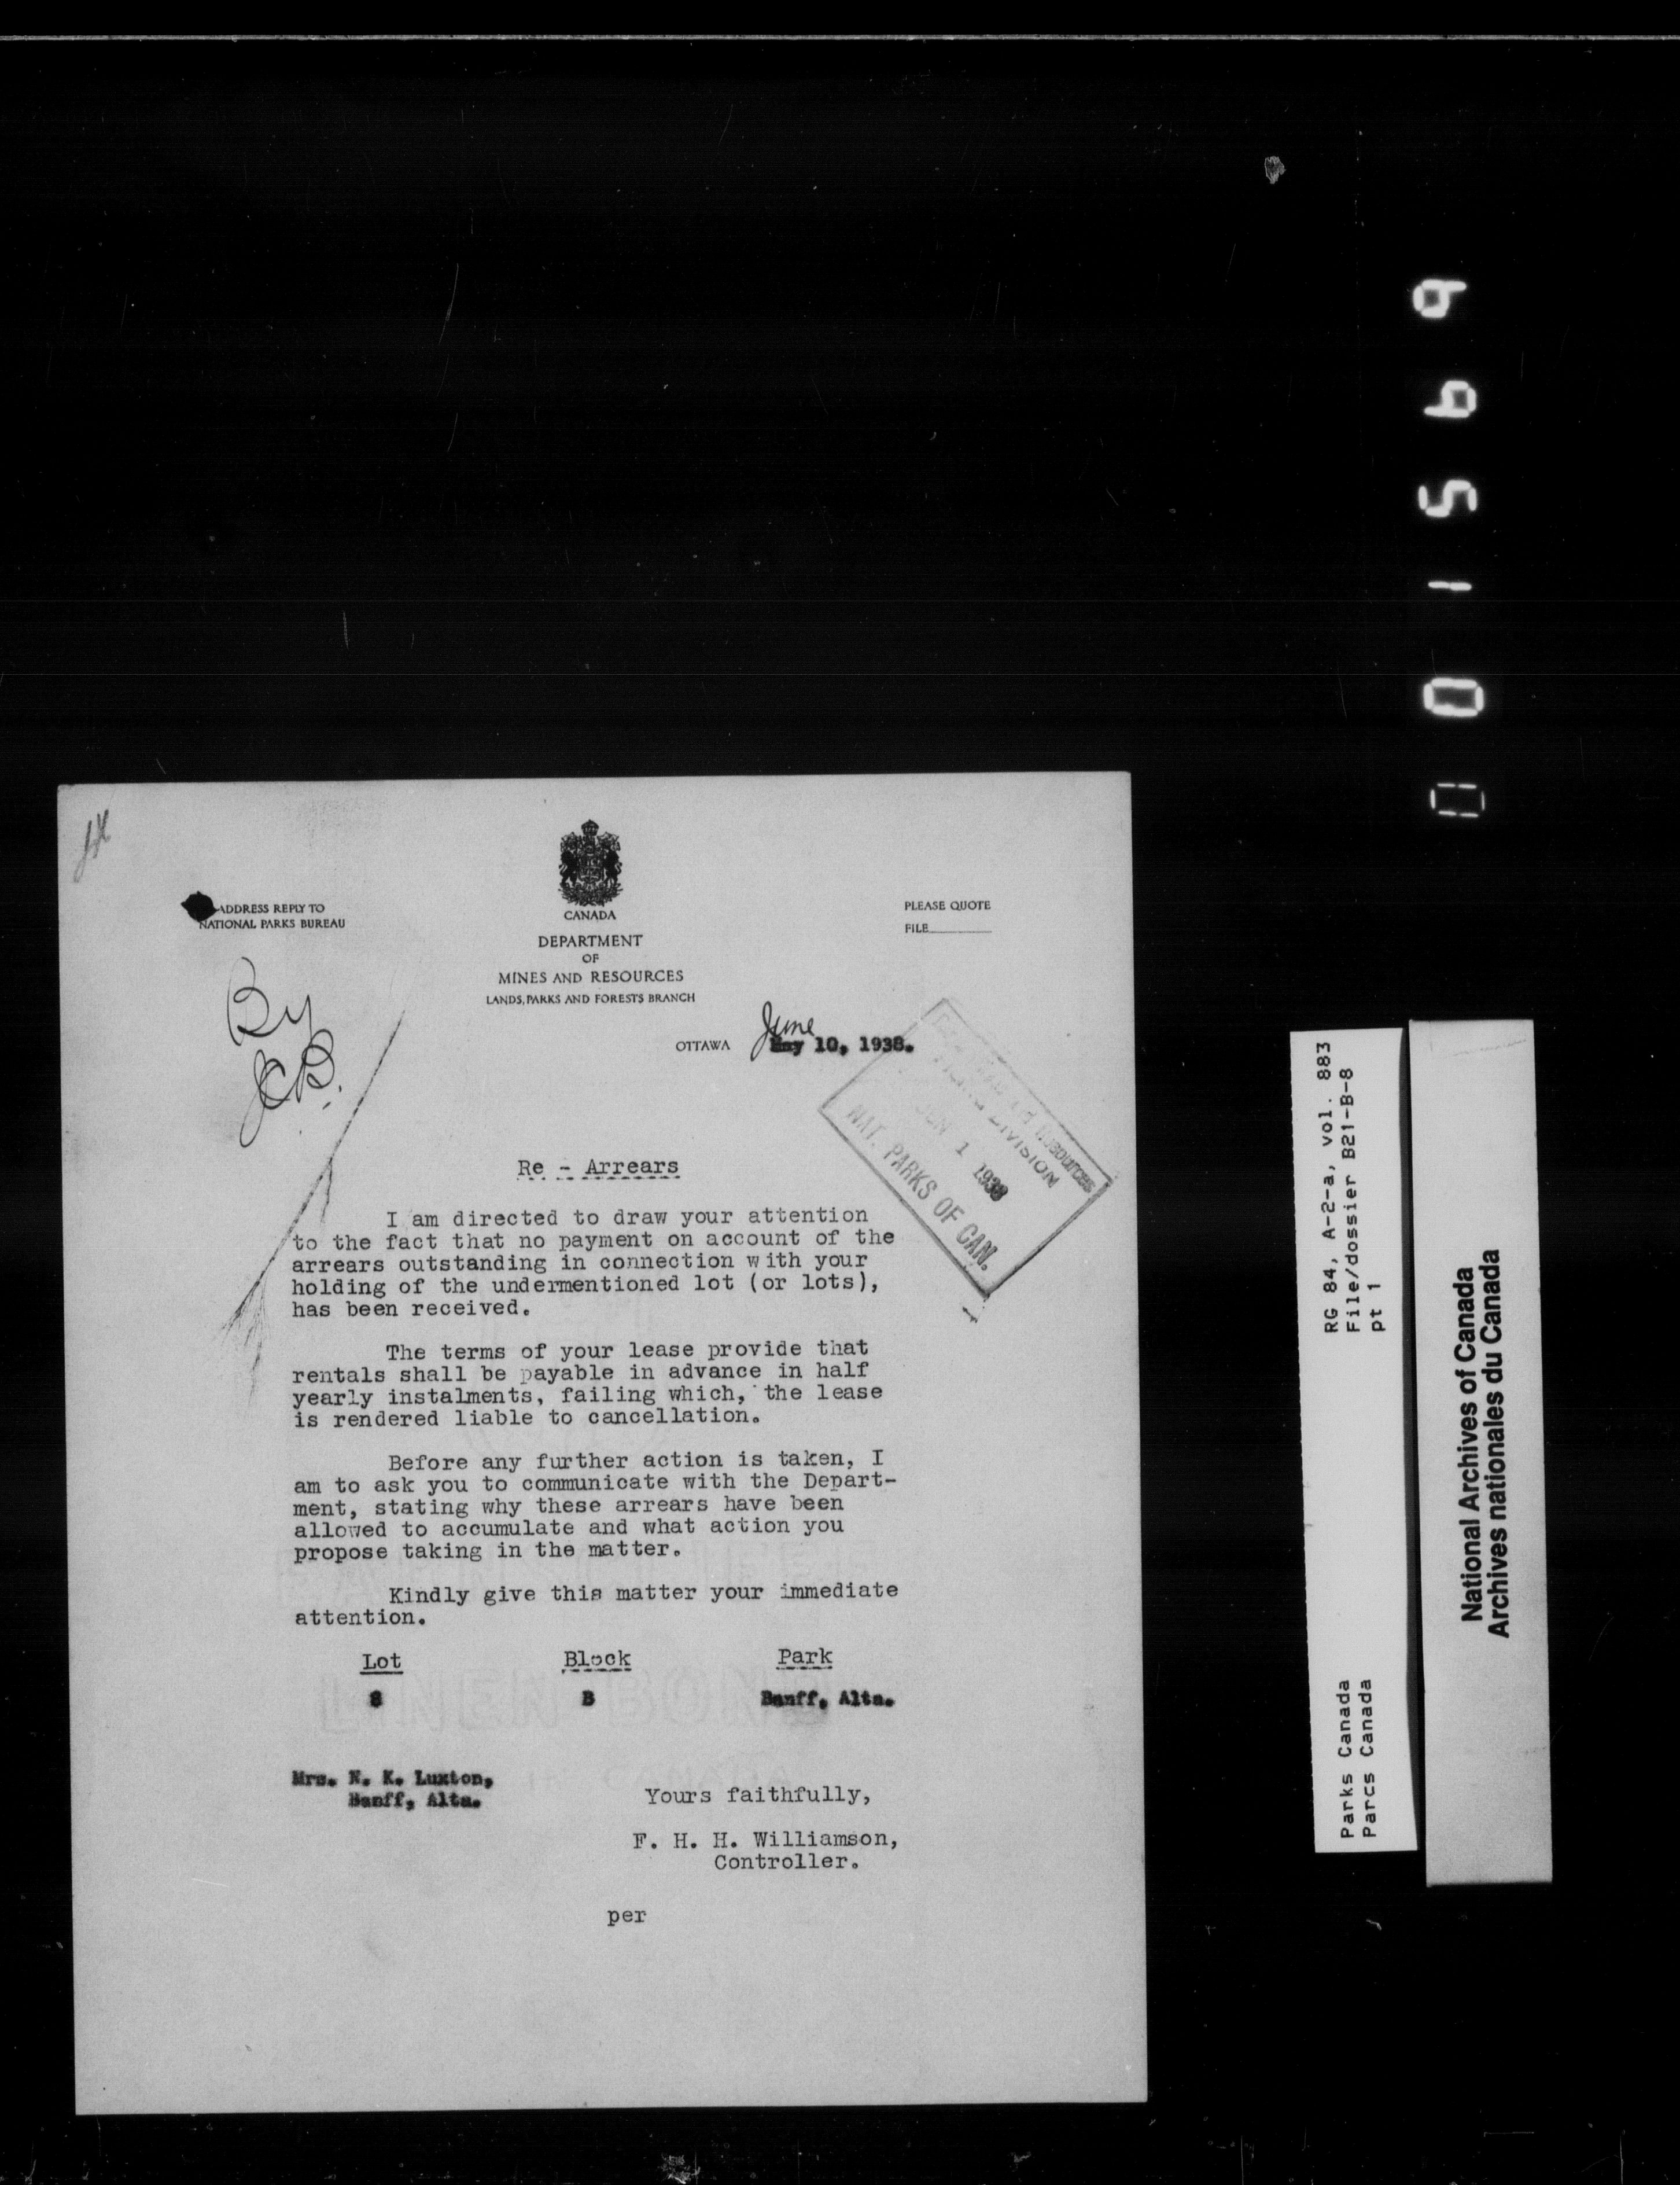 ADDRESS REPLY TO
NATIONAL PARKS BUREAU
CANADA
DEPARTMENT
OF
MINES AND RESOURCES
LANDS, PARKS AND FORESTS BRANCH
PLEASE QUOTE
FILE
By
JCB.
June
OTTAWA May 10, 1938.
Resources
DIVISION
JUN 1 1938
NAT. PARKS OF CAN.
Re - Arrears
I am directed to draw your attention
to the fact that no payment on account of the
arrears outstanding in connection with your
holding of the undermentioned lot (or lots),
has been received.
The terms of your lease provide that
rentals shall be payable in advance in half
yearly instalments, failing which, the lease
is rendered liable to cancellation.
Before any further action is taken, I
am to ask you to communicate with the Depart-
ment, stating why these arrears have been
allowed to accumulate and what action you
propose taking in the matter.
Kindly give this matter your immediate
attention.
Lot Block Park
8 B Banff, Alta.
LINEN BOND
Mrs. N. K. Luxton,
Banff, Alta.
Yours faithfully,
F. H. H. Williamson,
Controller.
per
001569
RG 84, A-2-a, vol. 883
File/dossier B21-B-8
pt 1
Parks Canada
Parcs Canada
National Archives of Canada
Archives nationales du Canada